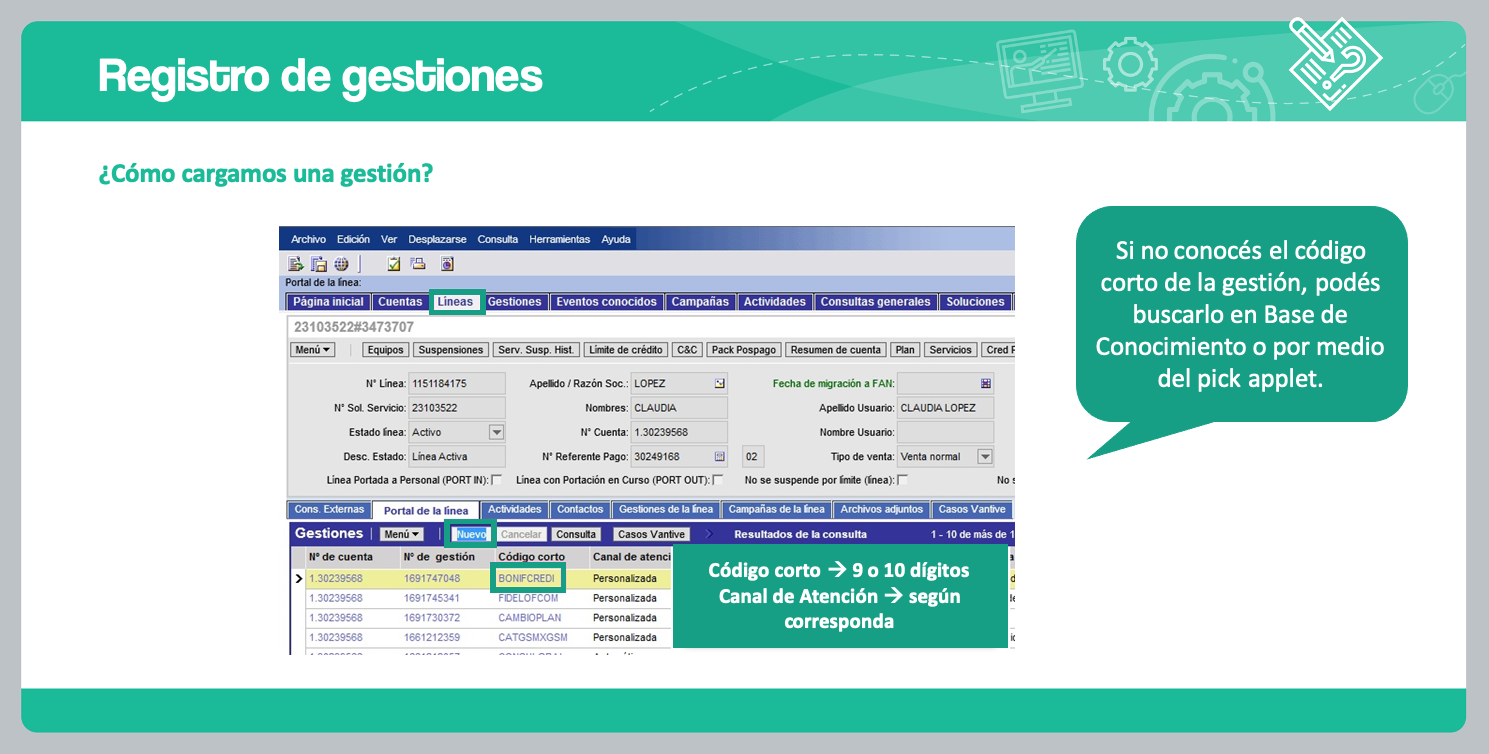 Registro de gestiones
¿Cómo cargamos una gestión?
Archivo Edición Ver Desplazarse Consulta Herramientas Ayuda
Portal de la línea:
Página inicial Cuentas Líneas Gestiones Eventos conocidos Campañas Actividades Consultas generales Soluciones
23103522#3473707
Menú Equipos Suspensiones Serv. Susp. Hist. Límite de crédito C&C Pack Pospago Resumen de cuenta Plan Servicios Cred
N° Línea: 1151184175 Apellido / Razón Soc.: LOPEZ Fecha de migración a FAN:
N° Sol. Servicio: 23103522 Nombres: CLAUDIA Apellido Usuario: CLAUDIA LOPEZ
Estado línea: Activo N° Cuenta: 1.30239568 Nombre Usuario:
Desc. Estado: Línea Activa N° Referente Pago: 30249168 02 Tipo de venta: Venta normal
Línea Portada a Personal (PORT IN): Línea con Portación en Curso (PORT OUT): No se suspende por límite (línea): No s
Cons. Externas Portal de la línea Actividades Contactos Gestiones de la línea Campañas de la línea Archivos adjuntos Casos Vantive
Gestiones Menú Nuevo Cancelar Consulta Casos Vantive Resultados de la consulta 1 - 10 de más de 1
Nº de cuenta Nº de gestión Código corto Canal de atenci
1.30239568 1691747048 BONIFCREDI Personalizada
1.30239568 1691745341 FIDELOFCOM Personalizada
1.30239568 1691730372 CAMBIOPLAN Personalizada
1.30239568 1661212359 CATGSMXGSM Personalizada
Código corto → 9 o 10 dígitos
Canal de Atención → según
corresponda
Si no conocés el código
corto de la gestión, podés
buscarlo en Base de
Conocimiento o por medio
del pick applet.